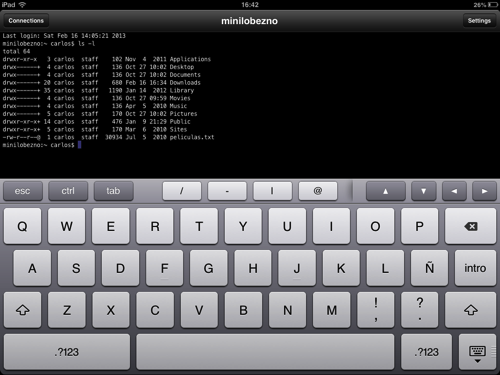 iPad 16:42 26%
Connections minilobezno Settings
Last login: Sat Feb 16 14:05:21 2013
minilobezno:~ carlos$ ls -l
total 64
drwxr-xr-x 3 carlos staff 102 Nov 4 2011 Applications
drwx------+ 4 carlos staff 136 Oct 27 10:02 Desktop
drwx------+ 4 carlos staff 136 Oct 27 10:02 Documents
drwx------+ 20 carlos staff 680 Feb 16 16:34 Downloads
drwx------+ 35 carlos staff 1190 Jan 14 2012 Library
drwx------+ 4 carlos staff 136 Oct 27 09:59 Movies
drwx------+ 4 carlos staff 136 Apr 5 2010 Music
drwx------+ 5 carlos staff 170 Oct 27 10:02 Pictures
drwxr-xr-x+ 14 carlos staff 476 Jan 9 21:29 Public
drwxr-xr-x+ 5 carlos staff 170 Mar 6 2010 Sites
-rw-r--r--@ 1 carlos staff 30934 Jul 5 2010 peliculas.txt
minilobezno:~ carlos$
esc ctrl tab / - | @
Q W E R T Y U I O P
A S D F G H J K L Ñ intro
Z X C V B N M ! , ? .
.?123 .?123